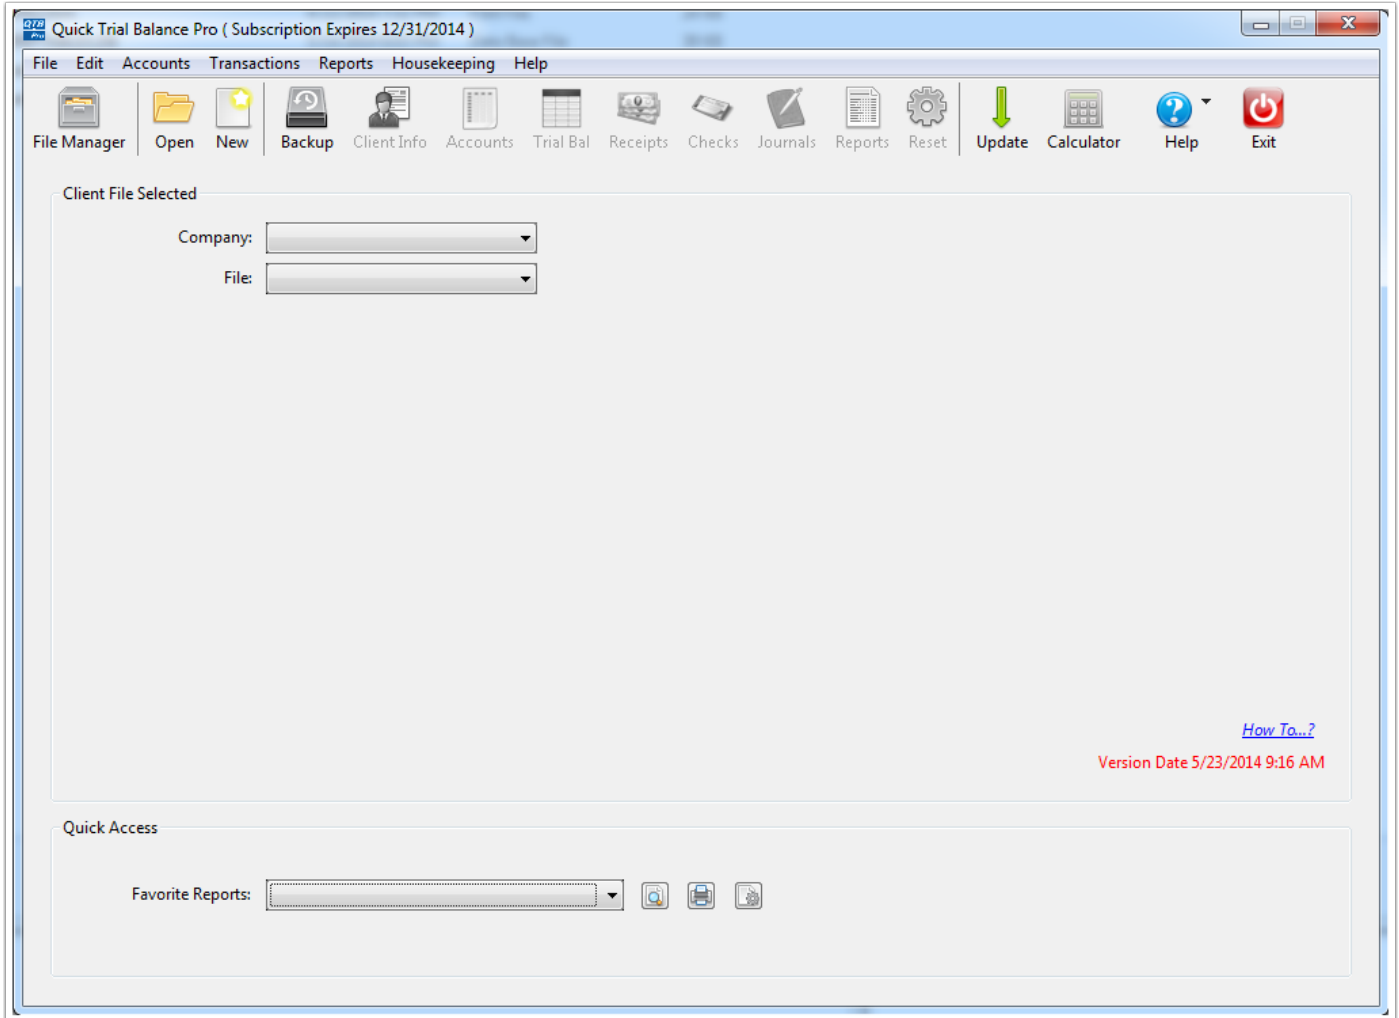 QTB
Pro
Quick Trial Balance Pro ( Subscription Expires 12/31/2014 )
File Edit Accounts Transactions Reports Housekeeping Help
File Manager Open New Backup Client Info Accounts Trial Bal Receipts Checks Journals Reports Reset Update Calculator Help Exit
Client File Selected
Company:
File:
How To...?
Version Date 5/23/2014 9:16 AM
Quick Access
Favorite Reports: